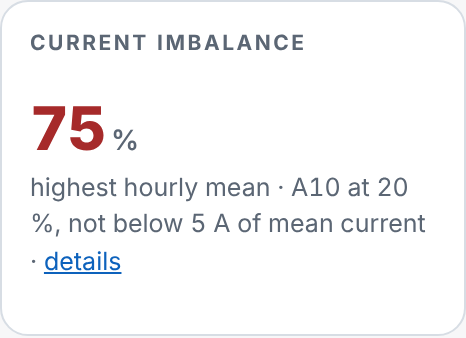 CURRENT IMBALANCE
75 %
highest hourly mean · A10 at 20
%, not below 5 A of mean current
· details